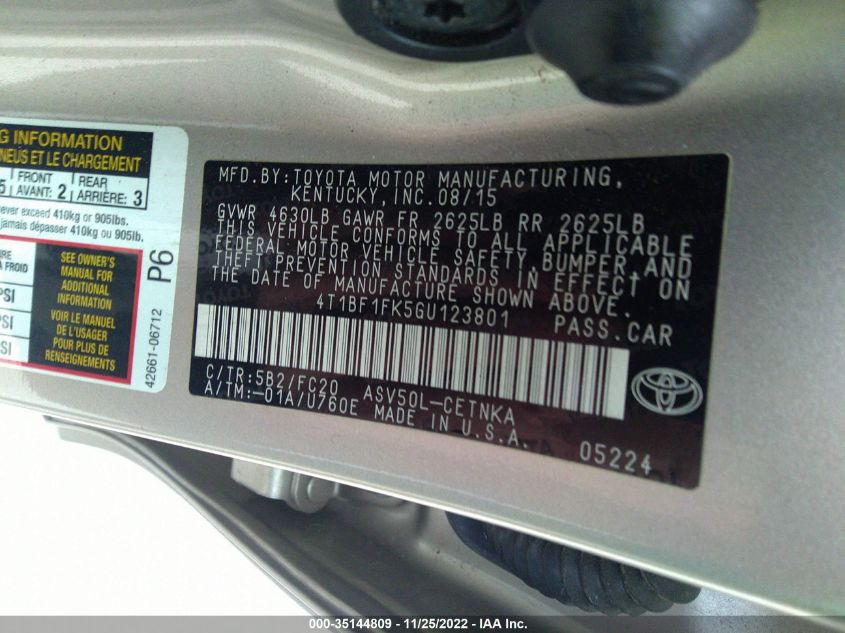 G INFORMATION
NEUS ET LE CHARGEMENT
5 FRONT AVANT: 2 REAR ARRIÈRE: 3
ever exceed 410kg or 905lbs.
jamais dépasser 410kg ou 905lb.
IRE
À FROID
PSI
SI
SEE OWNER'S
MANUAL FOR
ADDITIONAL
INFORMATION
VOIR LE MANUEL
DE L'USAGER
POUR PLUS DE
RENSEIGNEMENTS
P6
42661-06712
MFD.BY:TOYOTA MOTOR MANUFACTURING,
KENTUCKY, INC.08/15
GVWR 4630LB GAWR FR 2625LB RR 2625LB
THIS VEHICLE CONFORMS TO ALL APPLICABLE
FEDERAL MOTOR VEHICLE SAFETY, BUMPER, AND
THEFT PREVENTION STANDARDS IN EFFECT ON
THE DATE OF MANUFACTURE SHOWN ABOVE.
4T1BF1FK5GU123801 PASS.CAR
C/TR:5B2/FC20 ASV50L-CETNKA
A/TM:-01A/U760E MADE IN U.S.A.
05224
000-35144809 - 11/25/2022 - IAA Inc.